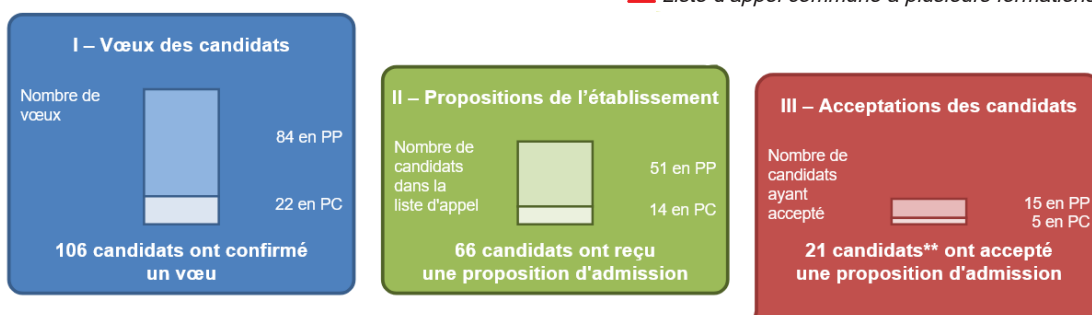 Liste d'appel commune à plusieurs formations
I – Vœux des candidats
Nombre de
vœux
84 en PP
22 en PC
106 candidats ont confirmé
un vœu
II – Propositions de l'établissement
Nombre de
candidats
dans la
liste d'appel
51 en PP
14 en PC
66 candidats ont reçu
une proposition d'admission
III – Acceptations des candidats
Nombre de
candidats
ayant
accepté
15 en PP
5 en PC
21 candidats** ont accepté
une proposition d'admission